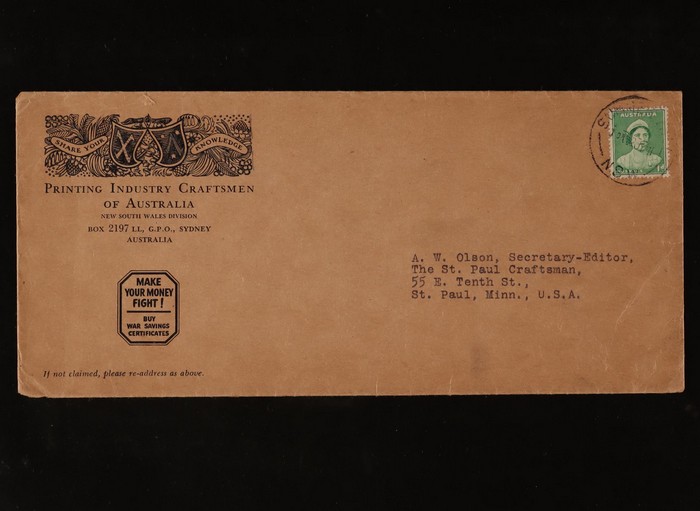 SHARE YOUR KNOWLEDGE
PRINTING INDUSTRY CRAFTSMEN
OF AUSTRALIA
NEW SOUTH WALES DIVISION
BOX 2197 LL, G.P.O., SYDNEY
AUSTRALIA
MAKE
YOUR MONEY
FIGHT!
BUY
WAR SAVINGS
CERTIFICATES
If not claimed, please re-address as above.
AUSTRALIA
A. W. Olson, Secretary-Editor,
The St. Paul Craftsman,
55 E. Tenth St.,
St. Paul, Minn., U.S.A.